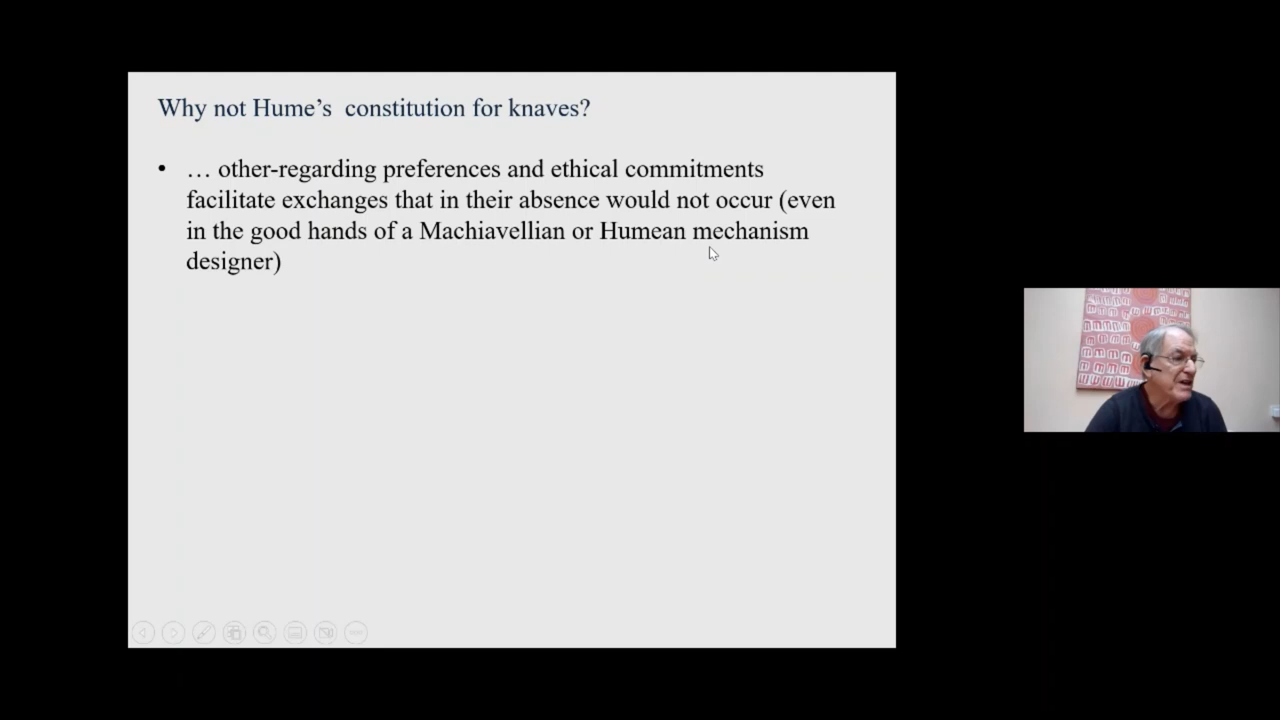 Why not Hume's  constitution for knaves?
• … other-regarding preferences and ethical commitments
facilitate exchanges that in their absence would not occur (even
in the good hands of a Machiavellian or Humean mechanism
designer)